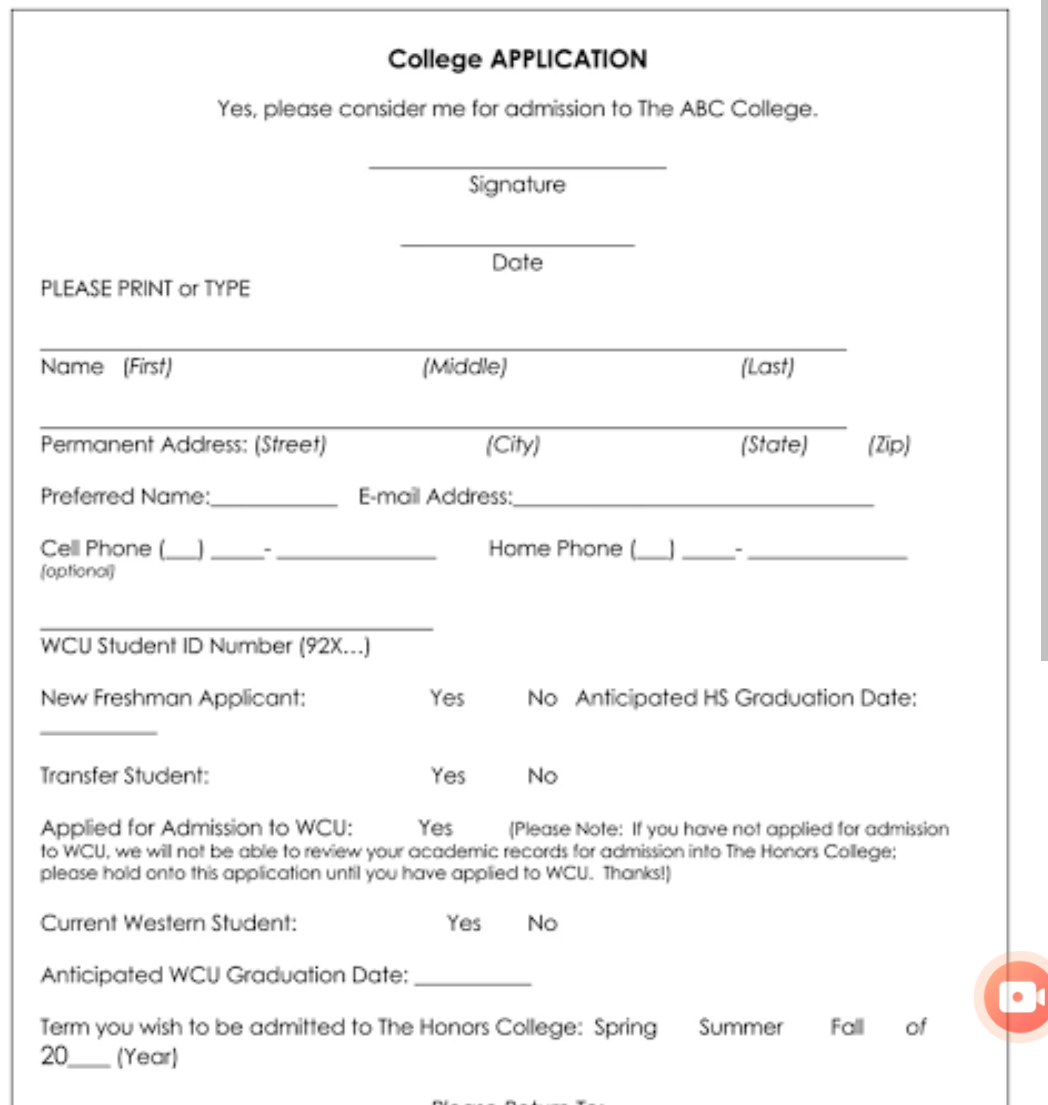 College APPLICATION
Yes, please consider me for admission to The ABC College.
Signature
Date
PLEASE PRINT or TYPE
Name (First) (Middle) (Last)
Permanent Address: (Street) (City) (State) (Zip)
Preferred Name:___________ E-mail Address:_______________________________
Cell Phone (___) _____- ______________ Home Phone (___) _____- ______________
(optional)
WCU Student ID Number (92X…)
New Freshman Applicant: Yes No Anticipated HS Graduation Date:
__________
Transfer Student: Yes No
Applied for Admission to WCU: Yes (Please Note: If you have not applied for admission
to WCU, we will not be able to review your academic records for admission into The Honors College;
please hold onto this application until you have applied to WCU. Thanks!)
Current Western Student: Yes No
Anticipated WCU Graduation Date: __________
Term you wish to be admitted to The Honors College: Spring Summer Fall of
20____ (Year)
Please Return To: